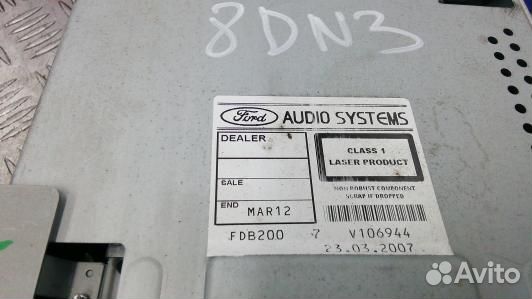 8DN3
Ford AUDIO SYSTEMS
DEALER
CLASS 1
LASER PRODUCT
SALE
NON ROBUST COMPONENT
SCRAP IF DROPPED
END MAR12
FDB200 7 V106944
23.03.2007
Avito